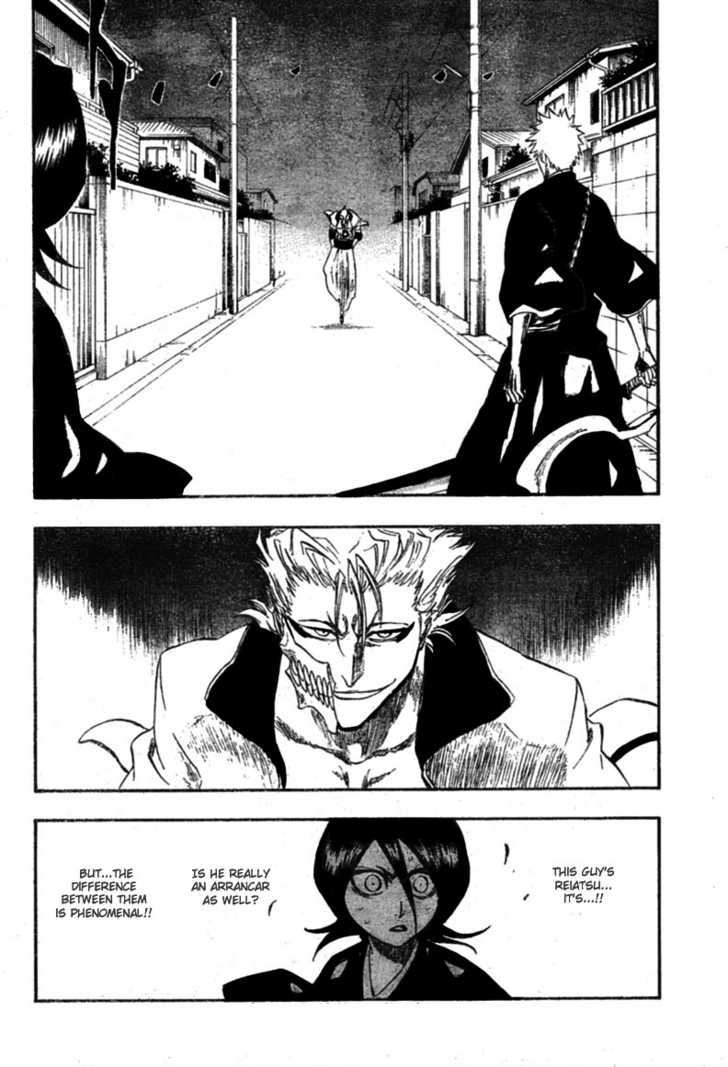 THIS GUY'S
REIATSU...
IT'S...!!
IS HE REALLY
AN ARRANCAR
AS WELL?
BUT...THE
DIFFERENCE
BETWEEN THEM
IS PHENOMENAL!!